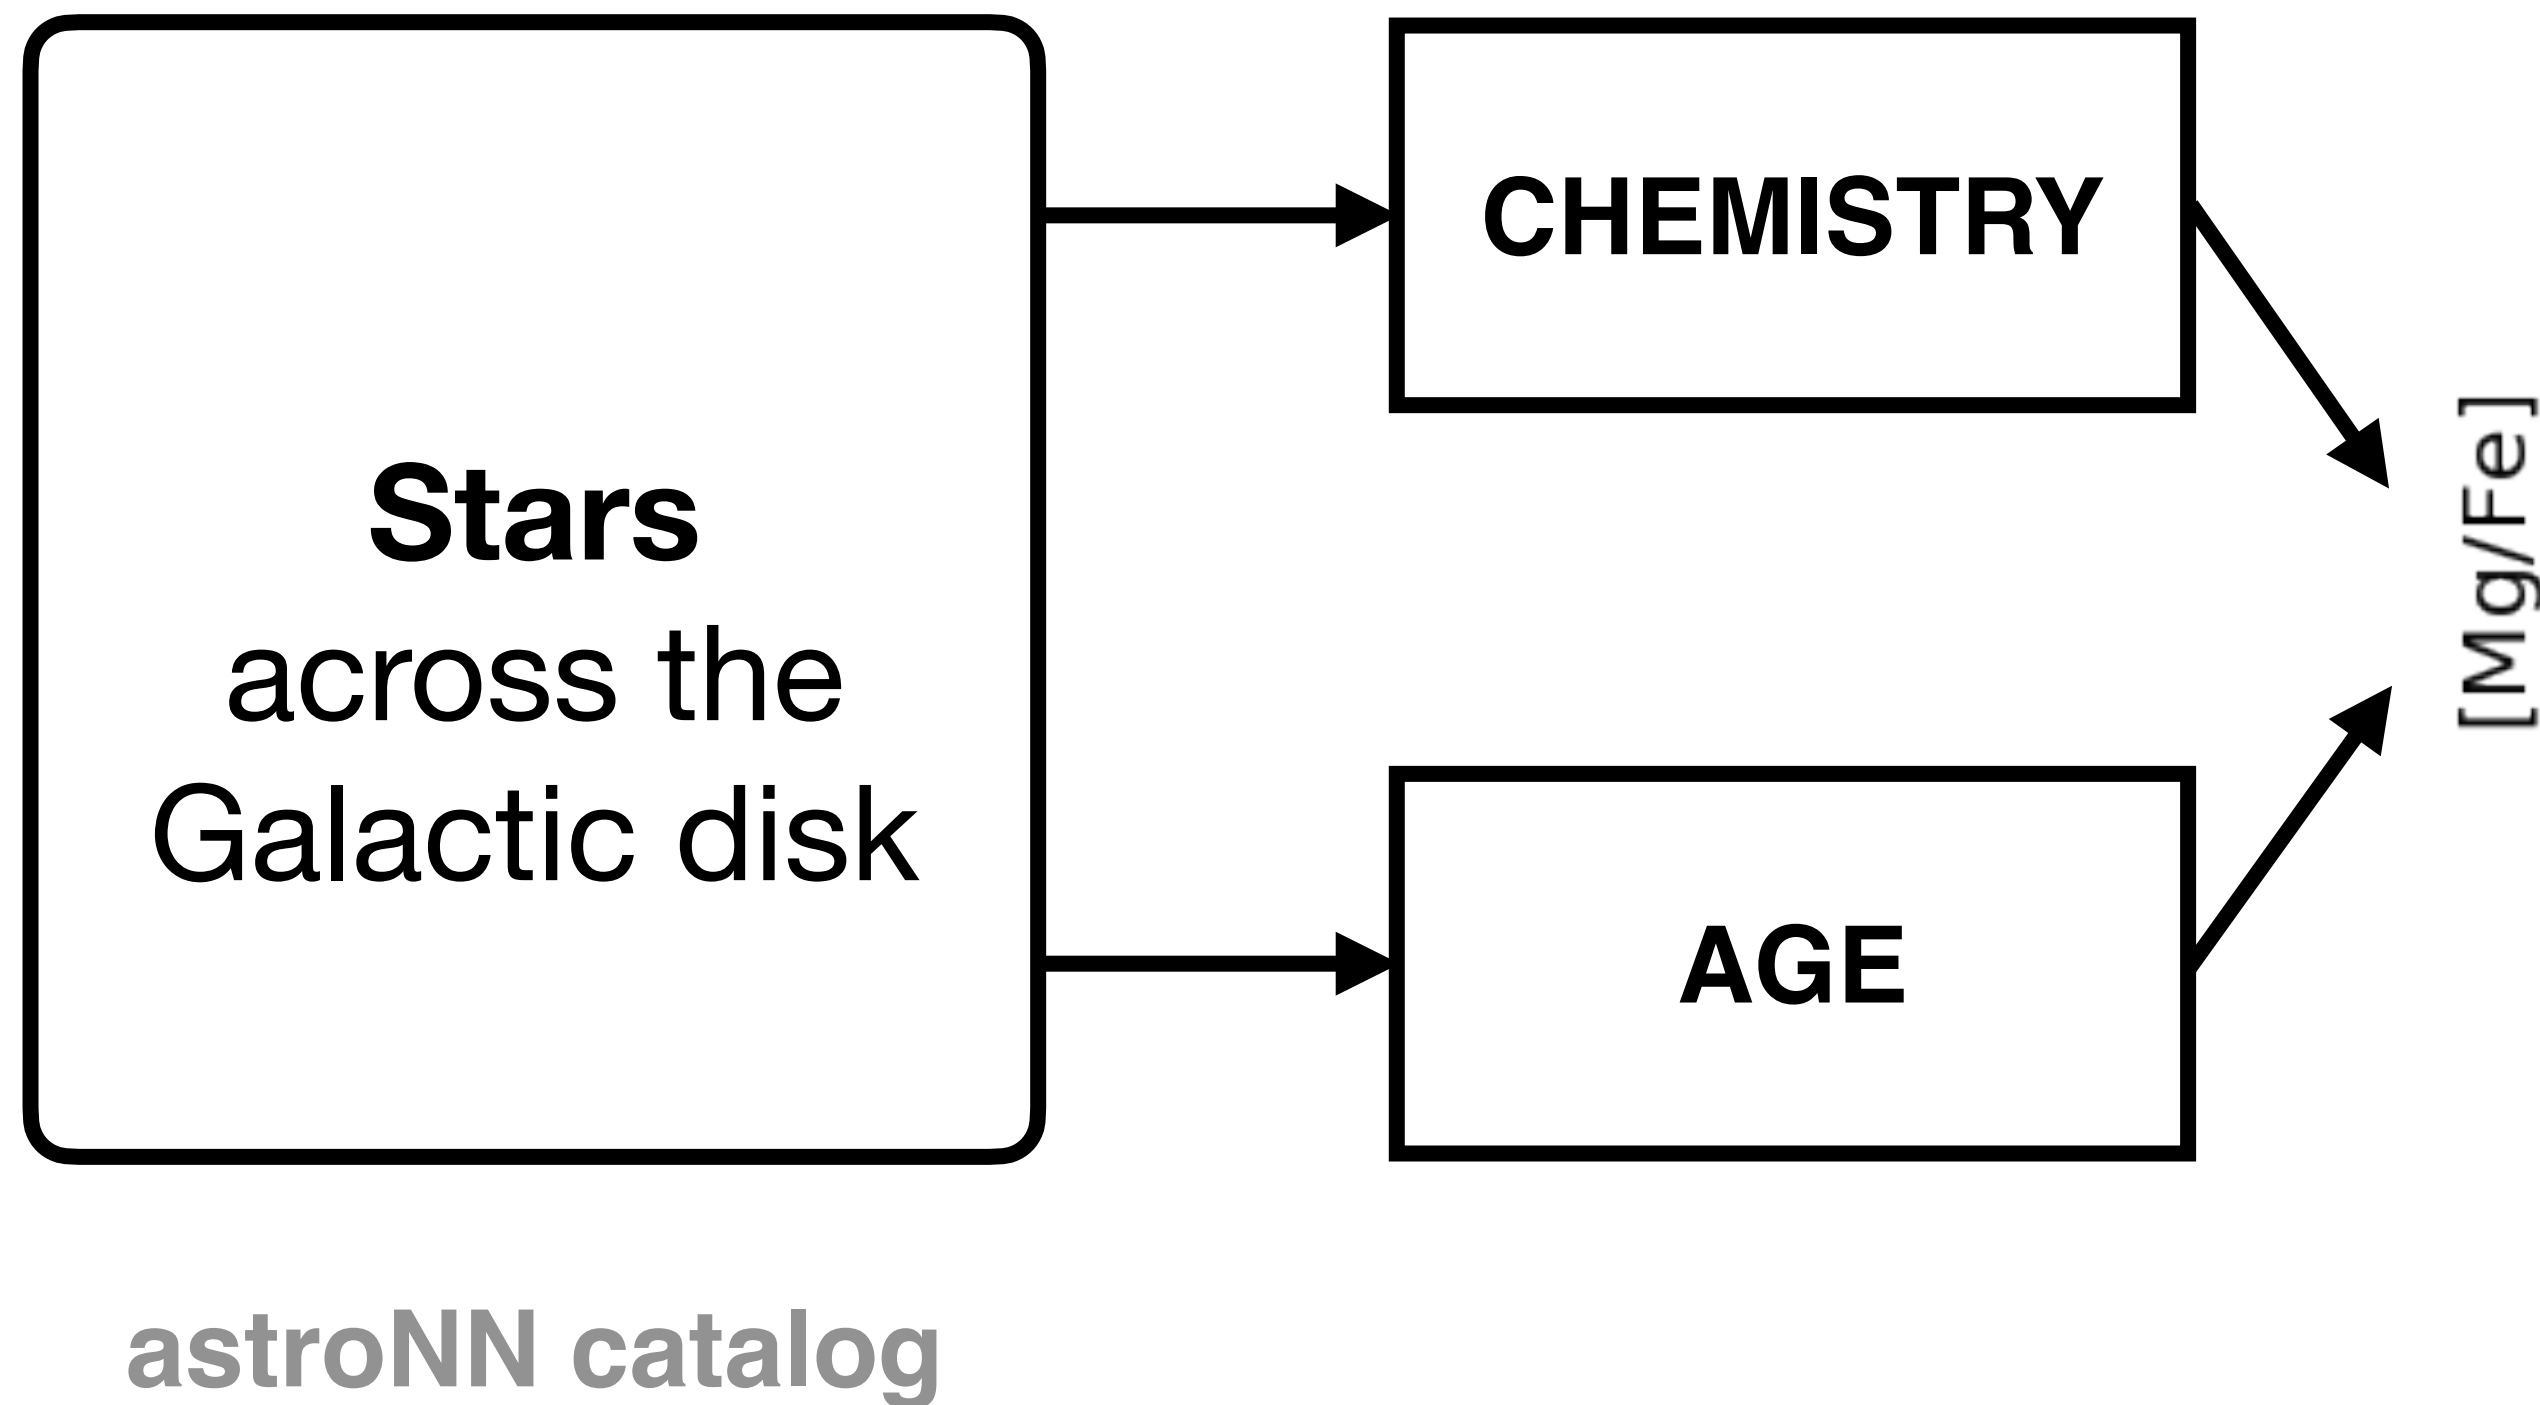 Stars
across the
Galactic disk
CHEMISTRY
AGE
[Mg/Fe]
astroNN catalog